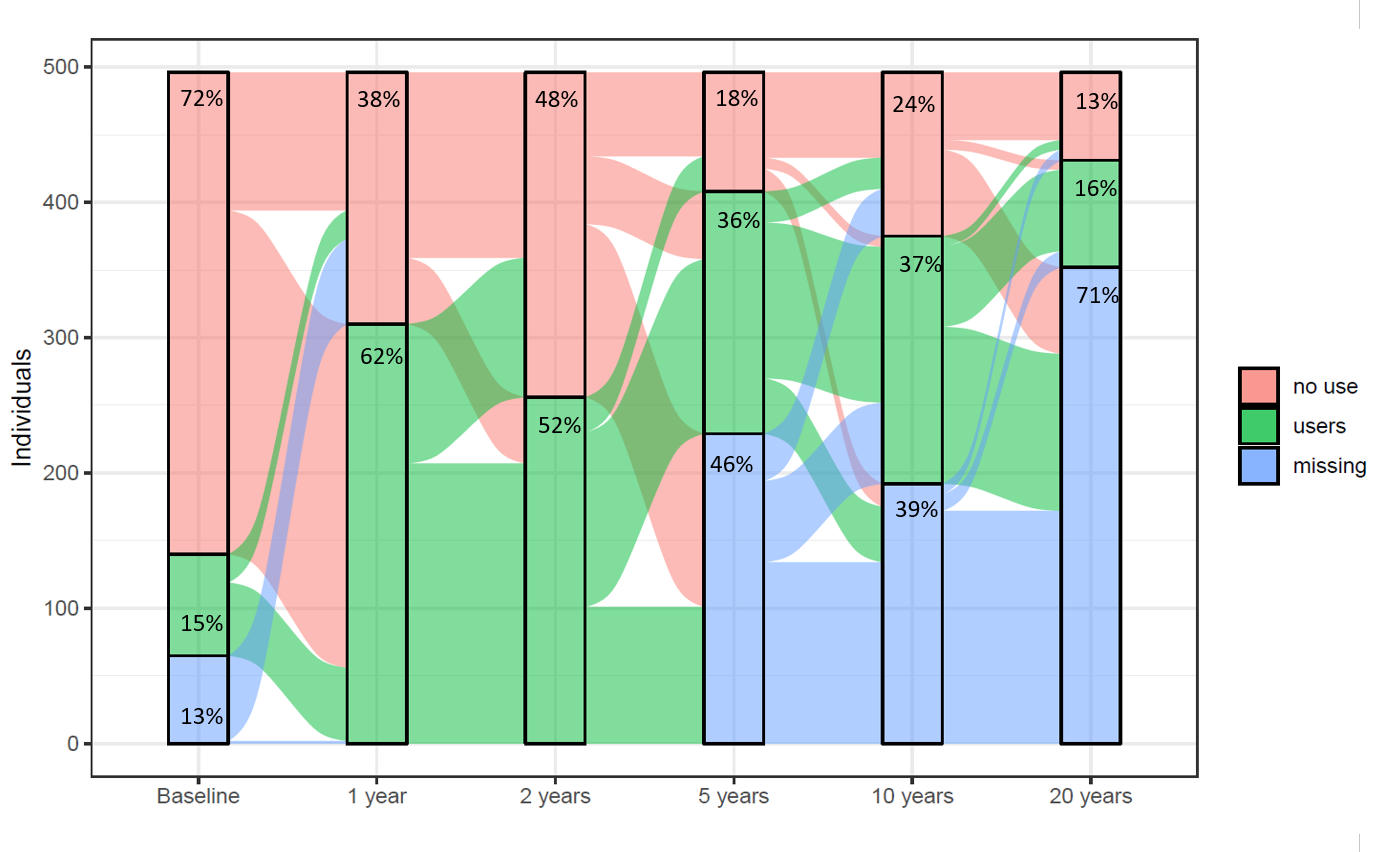 Individuals
500
400
300
200
100
0
72%
15%
13%
38%
62%
48%
52%
18%
36%
46%
24%
37%
39%
13%
16%
71%
Baseline
1 year
2 years
5 years
10 years
20 years
no use
users
missing